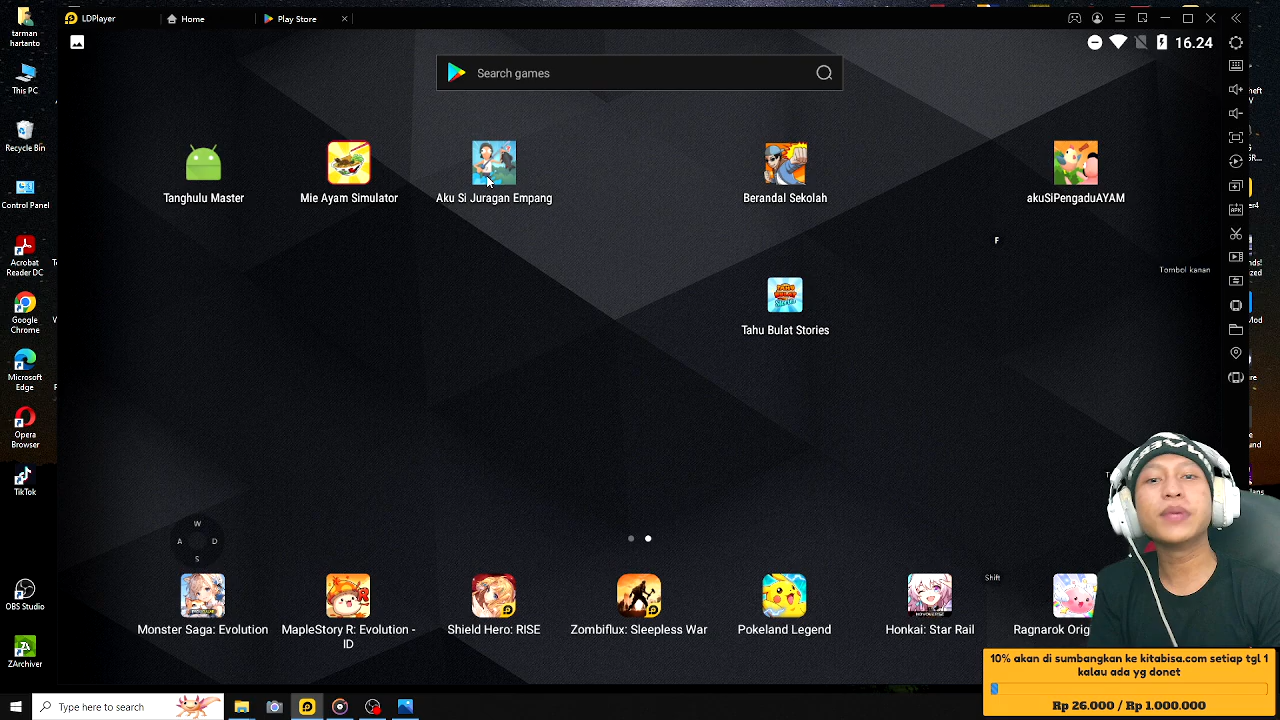 tarman
hartanto
LDPlayer
Home
Play Store
16.24
This PC
Search games
Recycle Bin
Tanghulu Master
Mie Ayam Simulator
Aku Si Juragan Empang
Berandal Sekolah
akuSiPengaduAYAM
Control Panel
F
Tombol kanan
Acrobat
Reader DC
Google
Chrome
Tahu Bulat Stories
Microsoft
Edge
Opera
Browser
TikTok
W
A
D
S
Shift
OBS Studio
Monster Saga: Evolution
MapleStory R: Evolution -
ID
Shield Hero: RISE
Zombiflux: Sleepless War
Pokeland Legend
Honkai: Star Rail
Ragnarok Orig
ZArchiver
10% akan di sumbangkan ke kitabisa.com setiap tgl 1
kalau ada yg donet
Rp 26.000 / Rp 1.000.000
Type here to search